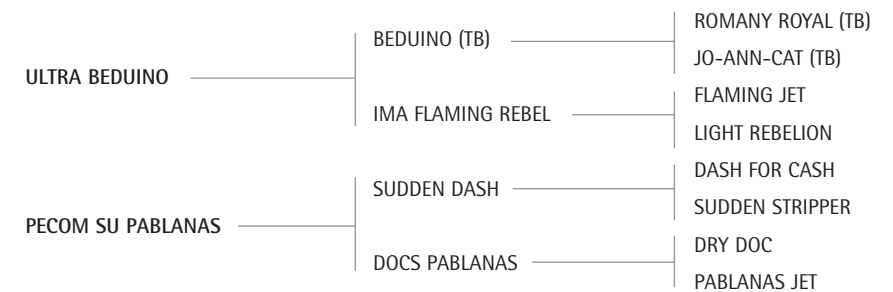 ROMANY ROYAL (TB)
BEDUINO (TB)
JO-ANN-CAT (TB)
ULTRA BEDUINO
FLAMING JET
IMA FLAMING REBEL
LIGHT REBELION
DASH FOR CASH
SUDDEN DASH
SUDDEN STRIPPER
PECOM SU PABLANAS
DRY DOC
DOCS PABLANAS
PABLANAS JET